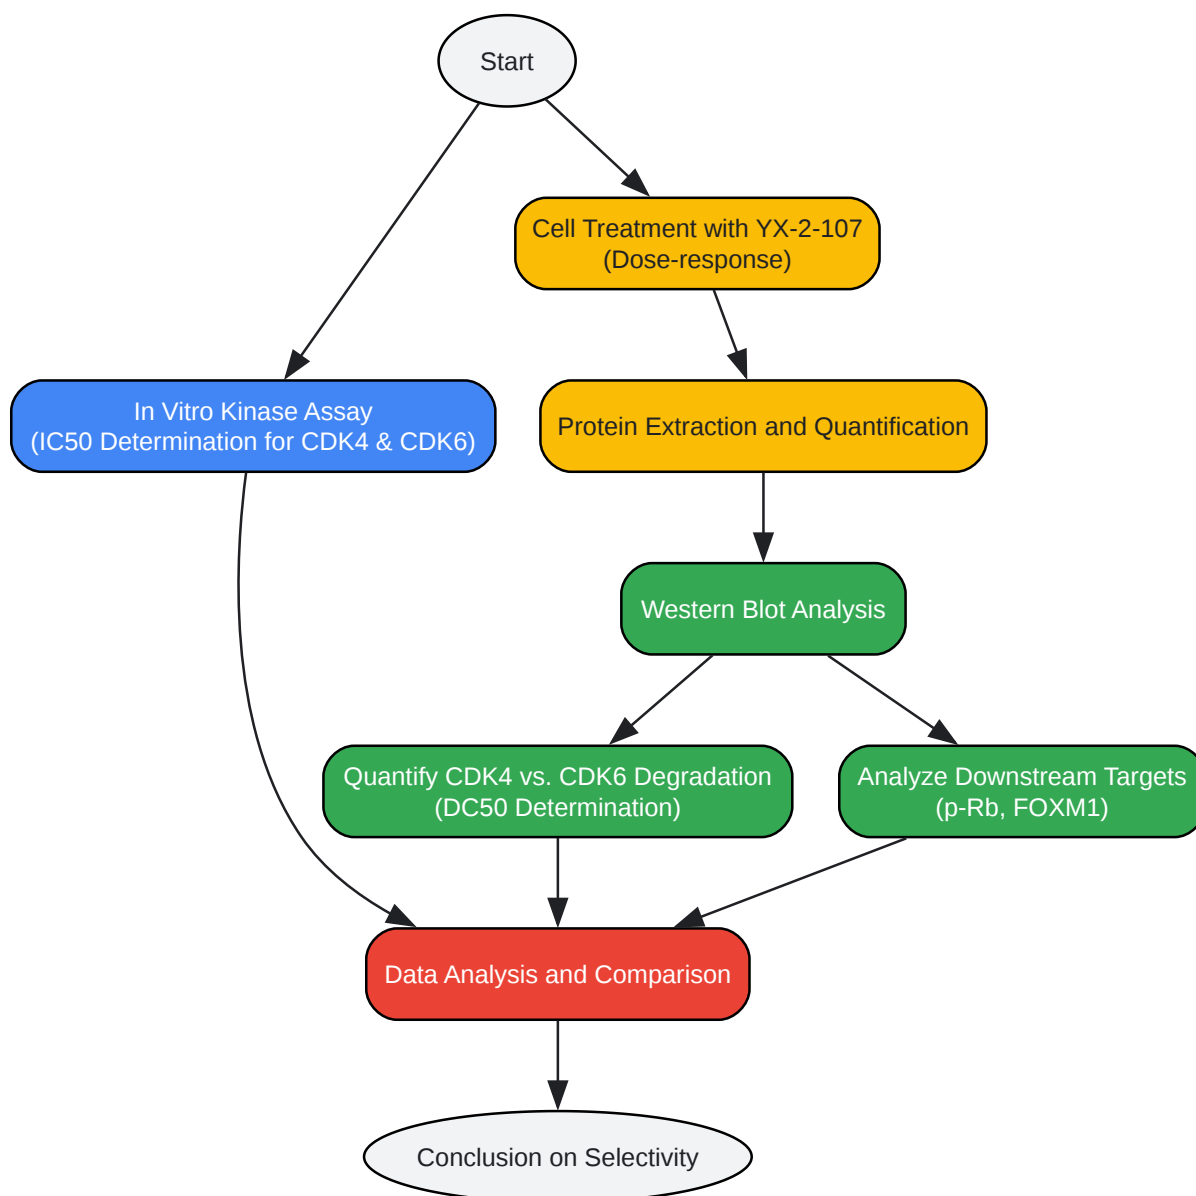 Start
Cell Treatment with YX-2-107
(Dose-response)
In Vitro Kinase Assay
(IC50 Determination for CDK4 & CDK6)
Protein Extraction and Quantification
Western Blot Analysis
Quantify CDK4 vs. CDK6 Degradation
(DC50 Determination)
Analyze Downstream Targets
(p-Rb, FOXM1)
Data Analysis and Comparison
Conclusion on Selectivity